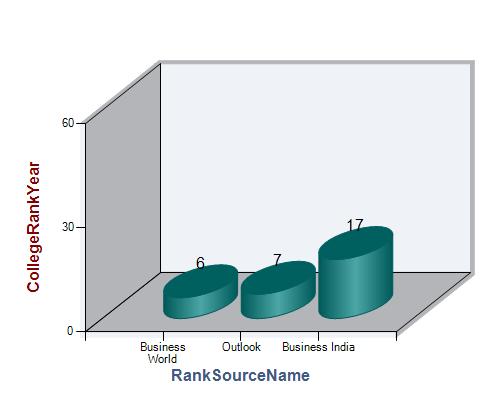 60
30
0
CollegeRankYear
6
7
17
Business World
Outlook
Business India
RankSourceName